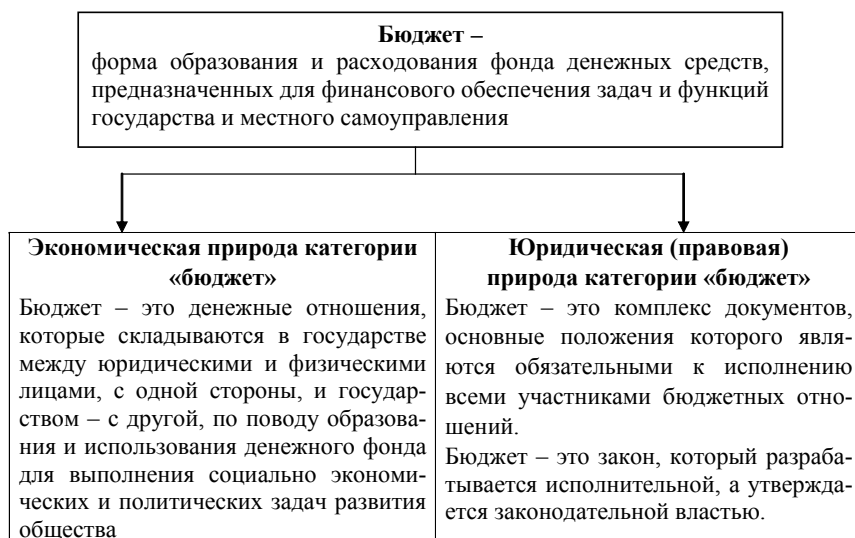 Бюджет –
форма образования и расходования фонда денежных средств,
предназначенных для финансового обеспечения задач и функций
государства и местного самоуправления
Экономическая природа категории
«бюджет»
Бюджет – это денежные отношения,
которые складываются в государстве
между юридическими и физическими
лицами, с одной стороны, и государ-
ством – с другой, по поводу образова-
ния и использования денежного фонда
для выполнения социально экономи-
ческих и политических задач развития
общества
Юридическая (правовая)
природа категории «бюджет»
Бюджет – это комплекс документов,
основные положения которого явля-
ются обязательными к исполнению
всеми участниками бюджетных отно-
шений.
Бюджет – это закон, который разраба-
тывается исполнительной, а утвержда-
ется законодательной властью.